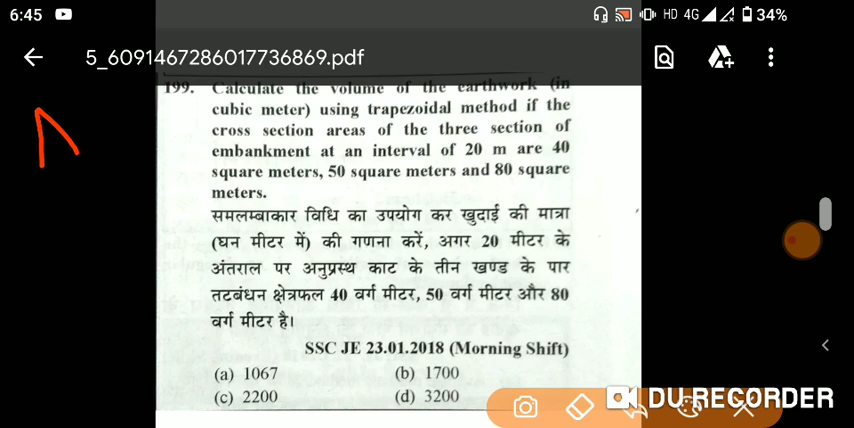 6:45 HD 4G 34%
5_6091467286017736869.pdf
199. Calculate the volume of the earthwork (in
cubic meter) using trapezoidal method if the
cross section areas of the three section of
embankment at an interval of 20 m are 40
square meters, 50 square meters and 80 square
meters.
समलम्बाकार विधि का उपयोग कर खुदाई की मात्रा
(घन मीटर में) की गणना करें, अगर 20 मीटर के
अंतराल पर अनुप्रस्थ काट के तीन खण्ड के पार
तटबंधन क्षेत्रफल 40 वर्ग मीटर, 50 वर्ग मीटर और 80
वर्ग मीटर है।
SSC JE 23.01.2018 (Morning Shift)
(a) 1067 (b) 1700
(c) 2200 (d) 3200
DU RECORDER